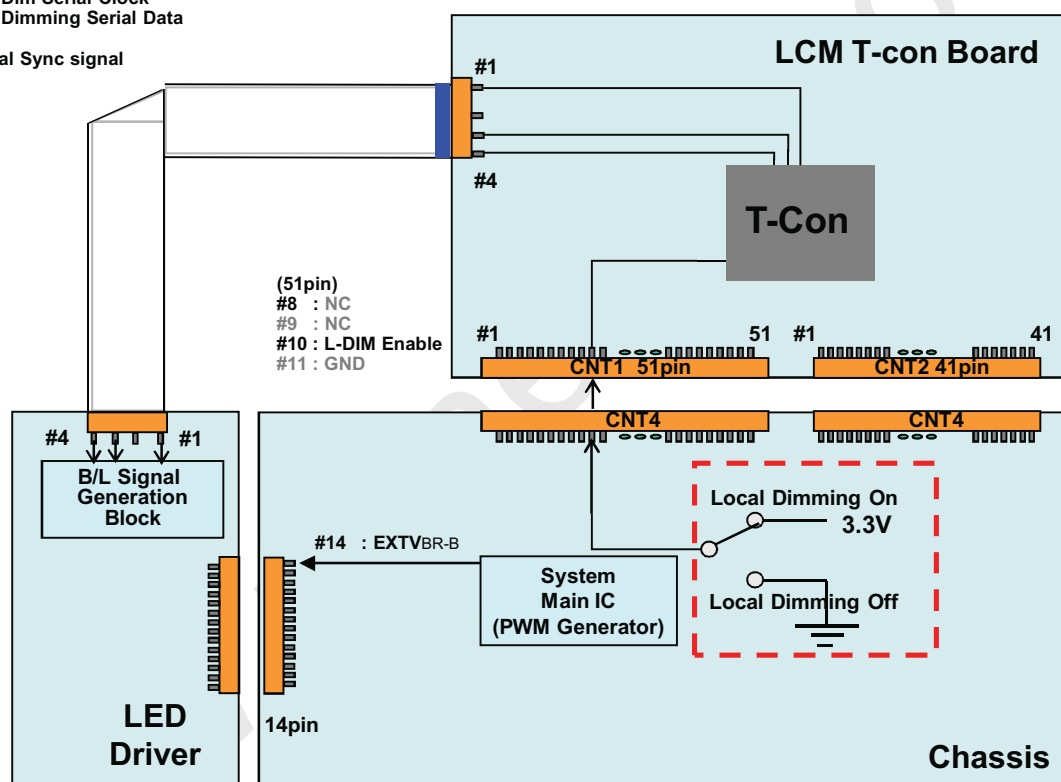 Dimming Serial Data
al Sync signal
LCM T-con Board
#1
#4
T-Con
(51pin)
#8 : NC
#9 : NC
#10 : L-DIM Enable
#11 : GND
#1
51
#1
41
CNT1 51pin
CNT2 41pin
CNT4
CNT4
#4
#1
B/L Signal
Generation
Block
Local Dimming On
3.3V
Local Dimming Off
#14 : EXTVBR-B
System
Main IC
(PWM Generator)
14pin
LED
Driver
Chassis